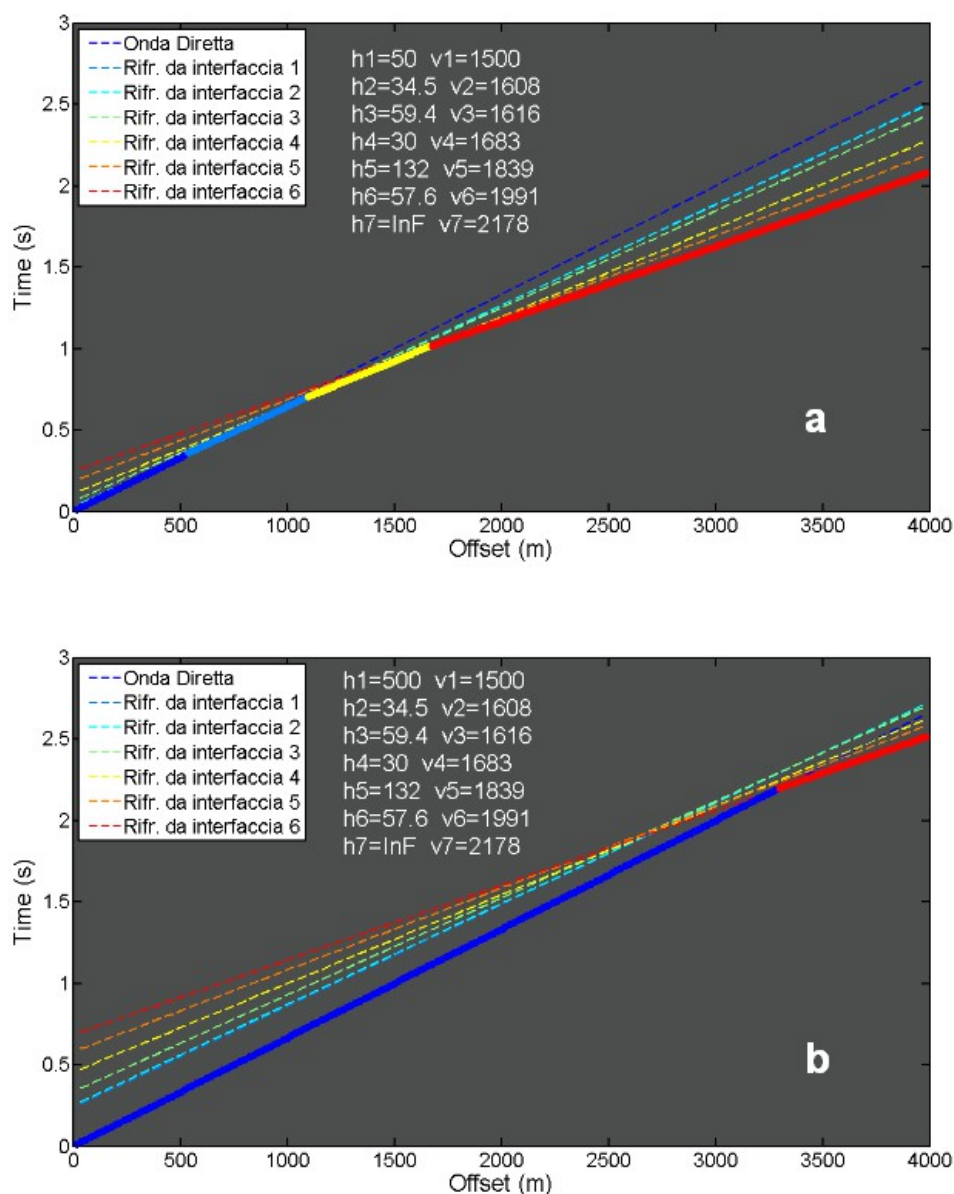 3
2.5
2
1.5
1
0.5
0
Time (s)
Onda Diretta
Rifr. da interfaccia 1
Rifr. da interfaccia 2
Rifr. da interfaccia 3
Rifr. da interfaccia 4
Rifr. da interfaccia 5
Rifr. da interfaccia 6
h1=50 v1=1500
h2=34.5 v2=1608
h3=59.4 v3=1616
h4=30 v4=1683
h5=132 v5=1839
h6=57.6 v6=1991
h7=InF v7=2178
a
0 500 1000 1500 2000 2500 3000 3500 4000
Offset (m)
3
2.5
2
1.5
1
0.5
0
Time (s)
Onda Diretta
Rifr. da interfaccia 1
Rifr. da interfaccia 2
Rifr. da interfaccia 3
Rifr. da interfaccia 4
Rifr. da interfaccia 5
Rifr. da interfaccia 6
h1=500 v1=1500
h2=34.5 v2=1608
h3=59.4 v3=1616
h4=30 v4=1683
h5=132 v5=1839
h6=57.6 v6=1991
h7=InF v7=2178
b
0 500 1000 1500 2000 2500 3000 3500 4000
Offset (m)